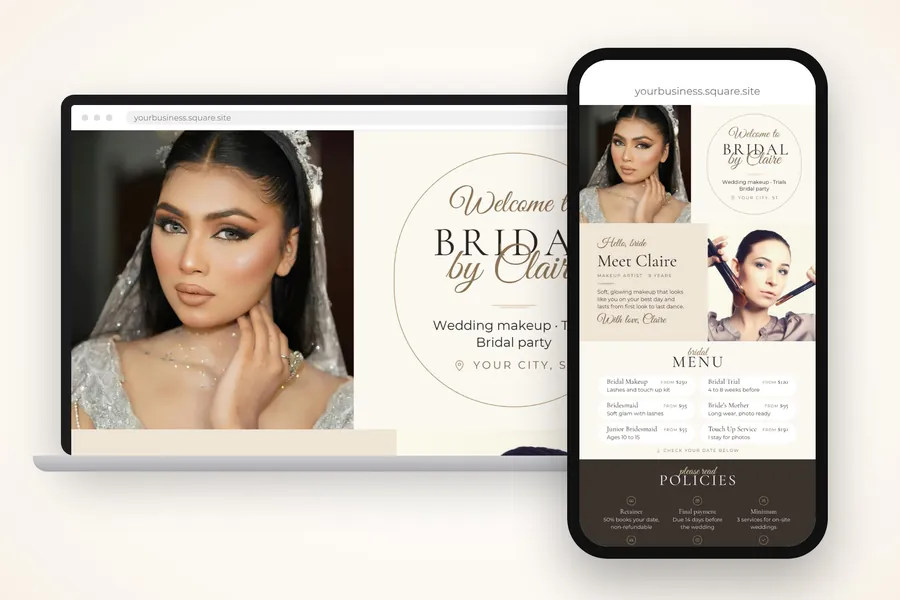 yourbusiness.square.site
Welcome t
BRIDA
by Clair
Wedding makeup · T
Bridal party
YOUR CITY, S
yourbusiness.square.site
Welcome to
BRIDAL
by Claire
Wedding makeup · Trials
Bridal party
YOUR CITY, ST
Hello, bride
Meet Claire
MAKEUP ARTIST · 9 YEARS
Soft, glowing makeup that looks
like you on your best day and
lasts from first look to last dance.
With love, Claire
bridal
MENU
Bridal Makeup FROM $250
Lashes and touch up kit
Bridal Trial FROM $120
4 to 8 weeks before
Bridesmaid FROM $95
Soft glam with lashes
Bride's Mother FROM $95
Long wear, photo ready
Junior Bridesmaid FROM $55
Ages 10 to 15
Touch Up Service FROM $150
I stay for photos
↓ CHECK YOUR DATE BELOW
please read
POLICIES
Retainer
50% books your date,
non-refundable
Final payment
Due 14 days before
the wedding
Minimum
3 services for on-site
weddings